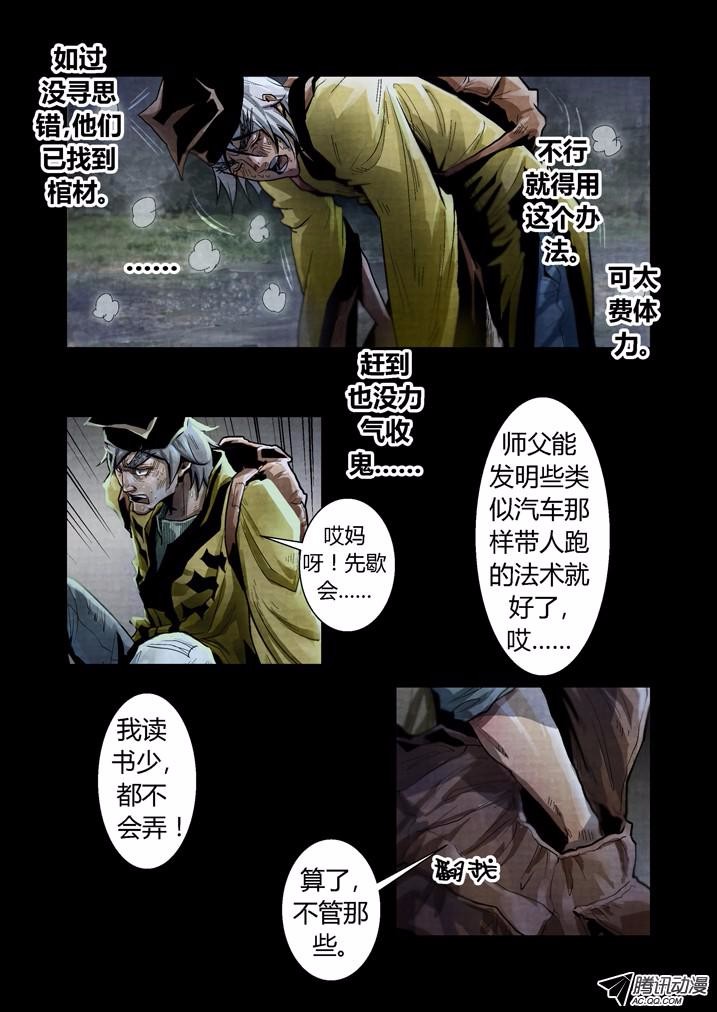 如过
没寻思
错,他们
已找到
棺材。
……
不行
就得用
这个办
法。
可太
费体
力。
赶到
也没力
气收
鬼……
哎妈
呀！先歇
会……
师父能
发明些类
似汽车那
样带人跑
的法术就
好了，
哎……
我读
书少，
都不
会弄！
翻找
算了，
不管那
些。
腾讯动漫
AC.QQ.COM